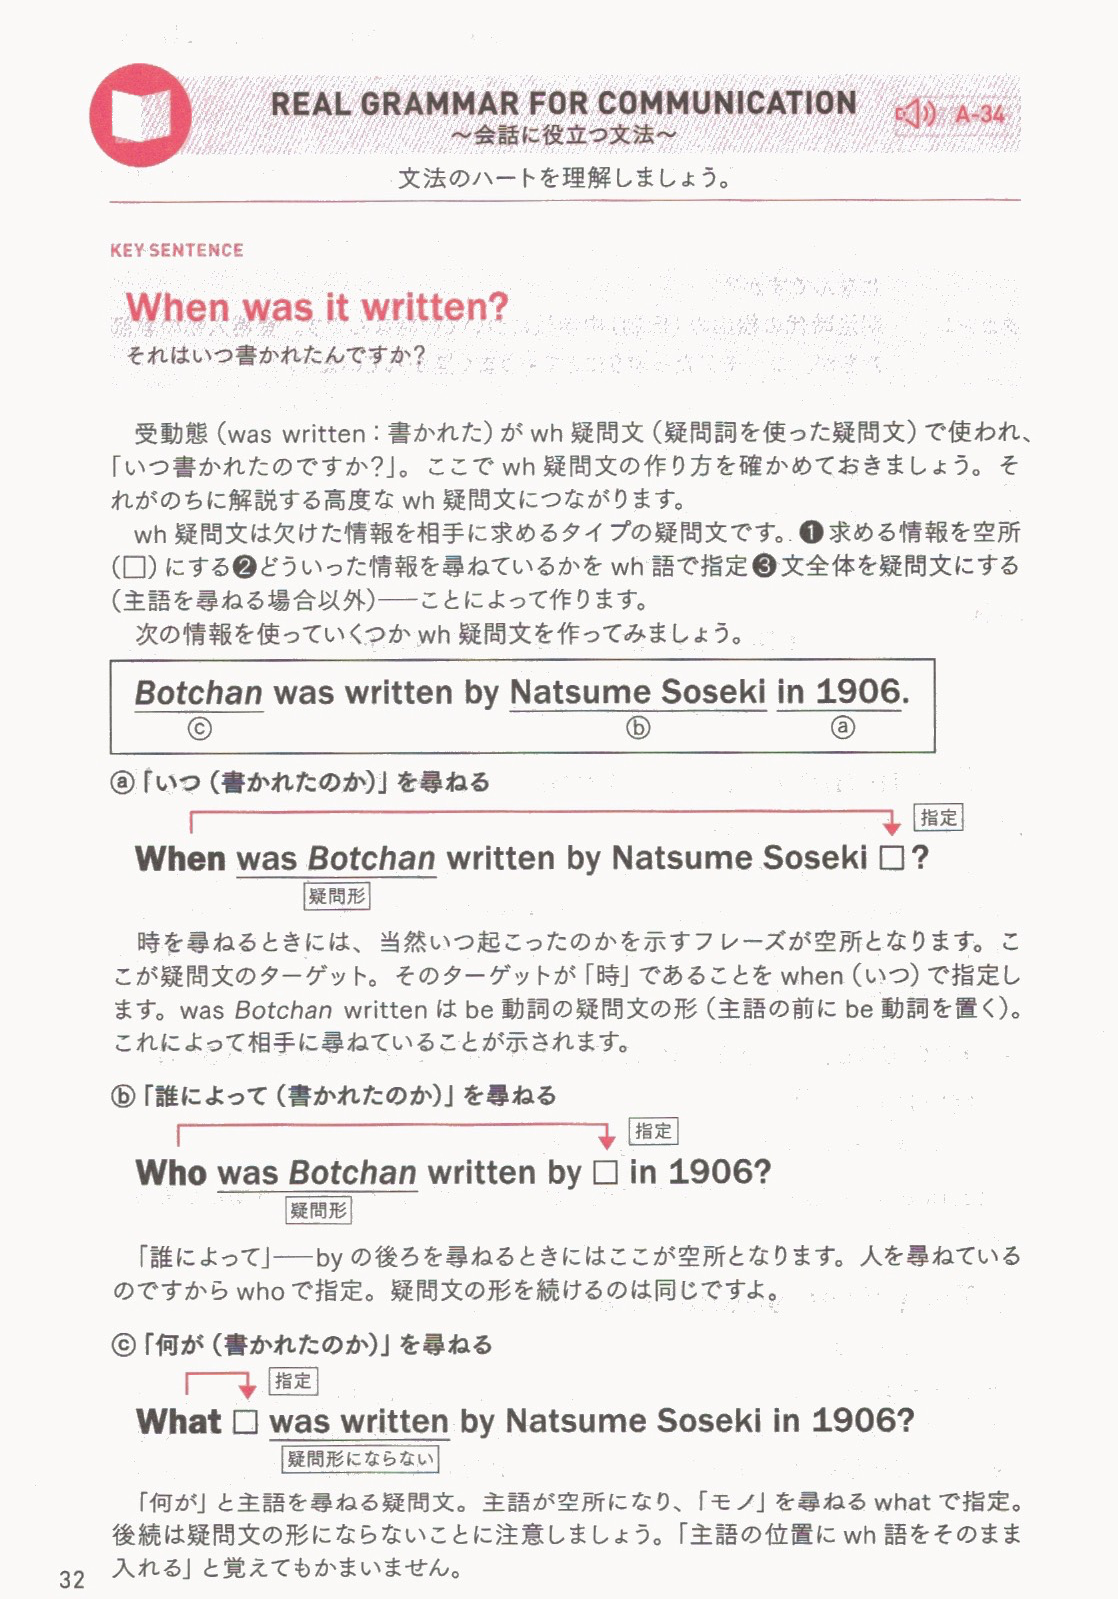 REAL GRAMMAR FOR COMMUNICATION
A-34
〜会話に役立つ文法〜
文法のハートを理解しましょう。
KEY SENTENCE
When was it written?
それはいつ書かれたんですか?
受動態（was written：書かれた）が wh 疑問文（疑問詞を使った疑問文）で使われ、
「いつ書かれたのですか?」。ここで wh 疑問文の作り方を確かめておきましょう。そ
れがのちに解説する高度な wh 疑問文につながります。
wh 疑問文は欠けた情報を相手に求めるタイプの疑問文です。❶求める情報を空所
（□）にする❷どういった情報を尋ねているかを wh 語で指定❸文全体を疑問文にする
（主語を尋ねる場合以外）──ことによって作ります。
次の情報を使っていくつか wh 疑問文を作ってみましょう。
Botchan was written by Natsume Soseki in 1906.
ⓒ ⓑ ⓐ
ⓐ「いつ（書かれたのか）」を尋ねる
指定
When was Botchan written by Natsume Soseki □?
疑問形
時を尋ねるときには、当然いつ起こったのかを示すフレーズが空所となります。こ
こが疑問文のターゲット。そのターゲットが「時」であることを when（いつ）で指定し
ます。was Botchan written は be 動詞の疑問文の形（主語の前に be 動詞を置く）。
これによって相手に尋ねていることが示されます。
ⓑ「誰によって（書かれたのか）」を尋ねる
指定
Who was Botchan written by □ in 1906?
疑問形
「誰によって」──by の後ろを尋ねるときにはここが空所となります。人を尋ねている
のですから who で指定。疑問文の形を続けるのは同じですよ。
ⓒ「何が（書かれたのか）」を尋ねる
指定
What □ was written by Natsume Soseki in 1906?
疑問形にならない
「何が」と主語を尋ねる疑問文。主語が空所になり、「モノ」を尋ねる what で指定。
後続は疑問文の形にならないことに注意しましょう。「主語の位置に wh 語をそのまま
入れる」と覚えてもかまいません。
32